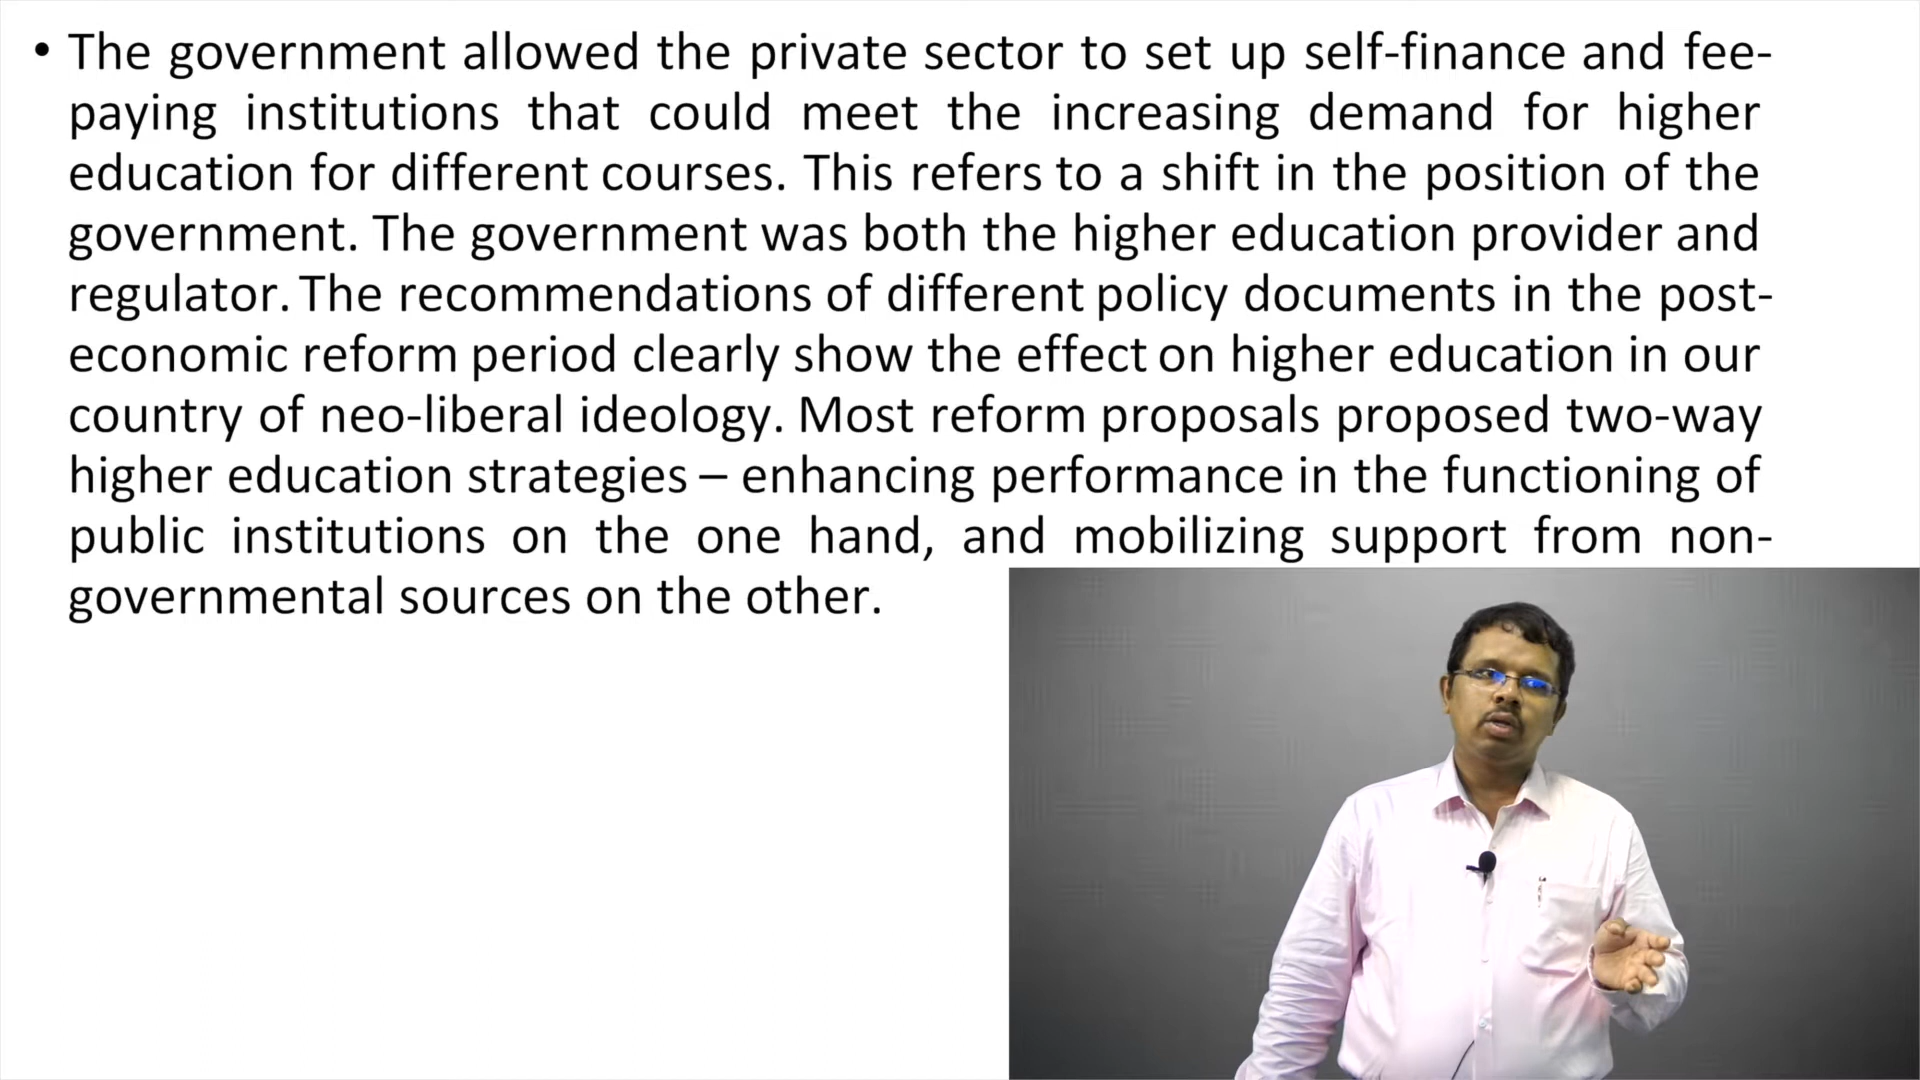 • The government allowed the private sector to set up self-finance and fee-
paying institutions that could meet the increasing demand for higher
education for different courses. This refers to a shift in the position of the
government. The government was both the higher education provider and
regulator. The recommendations of different policy documents in the post-
economic reform period clearly show the effect on higher education in our
country of neo-liberal ideology. Most reform proposals proposed two-way
higher education strategies – enhancing performance in the functioning of
public institutions on the one hand, and mobilizing support from non-
governmental sources on the other.